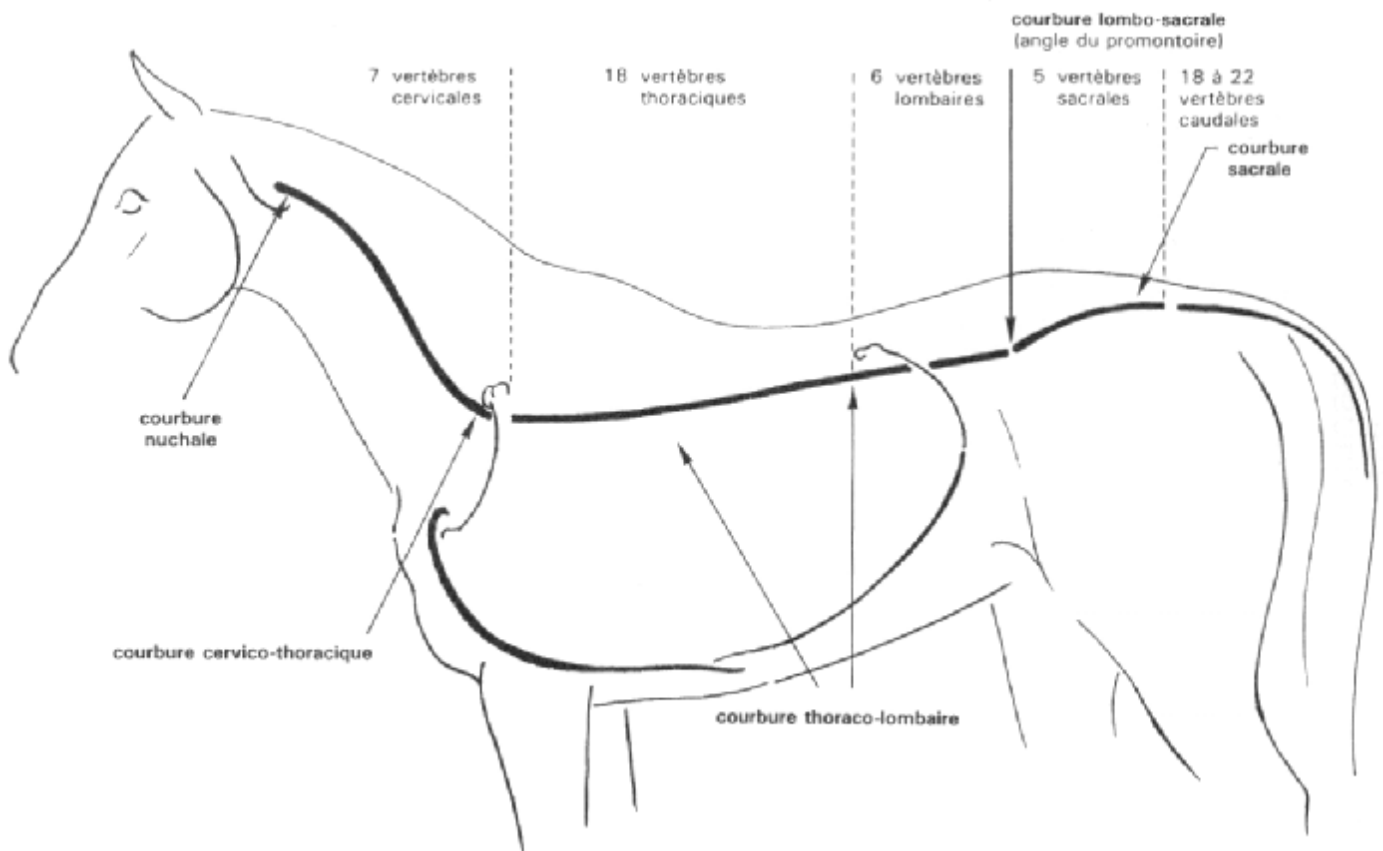 courbure lombo-sacrale
(angle du promontoire)
7 vertèbres
cervicales
18 vertèbres
thoraciques
6 vertèbres
lombaires
5 vertèbres
sacrales
18 à 22
vertèbres
caudales
courbure
sacrale
courbure
nuchale
courbure cervico-thoracique
courbure thoraco-lombaire